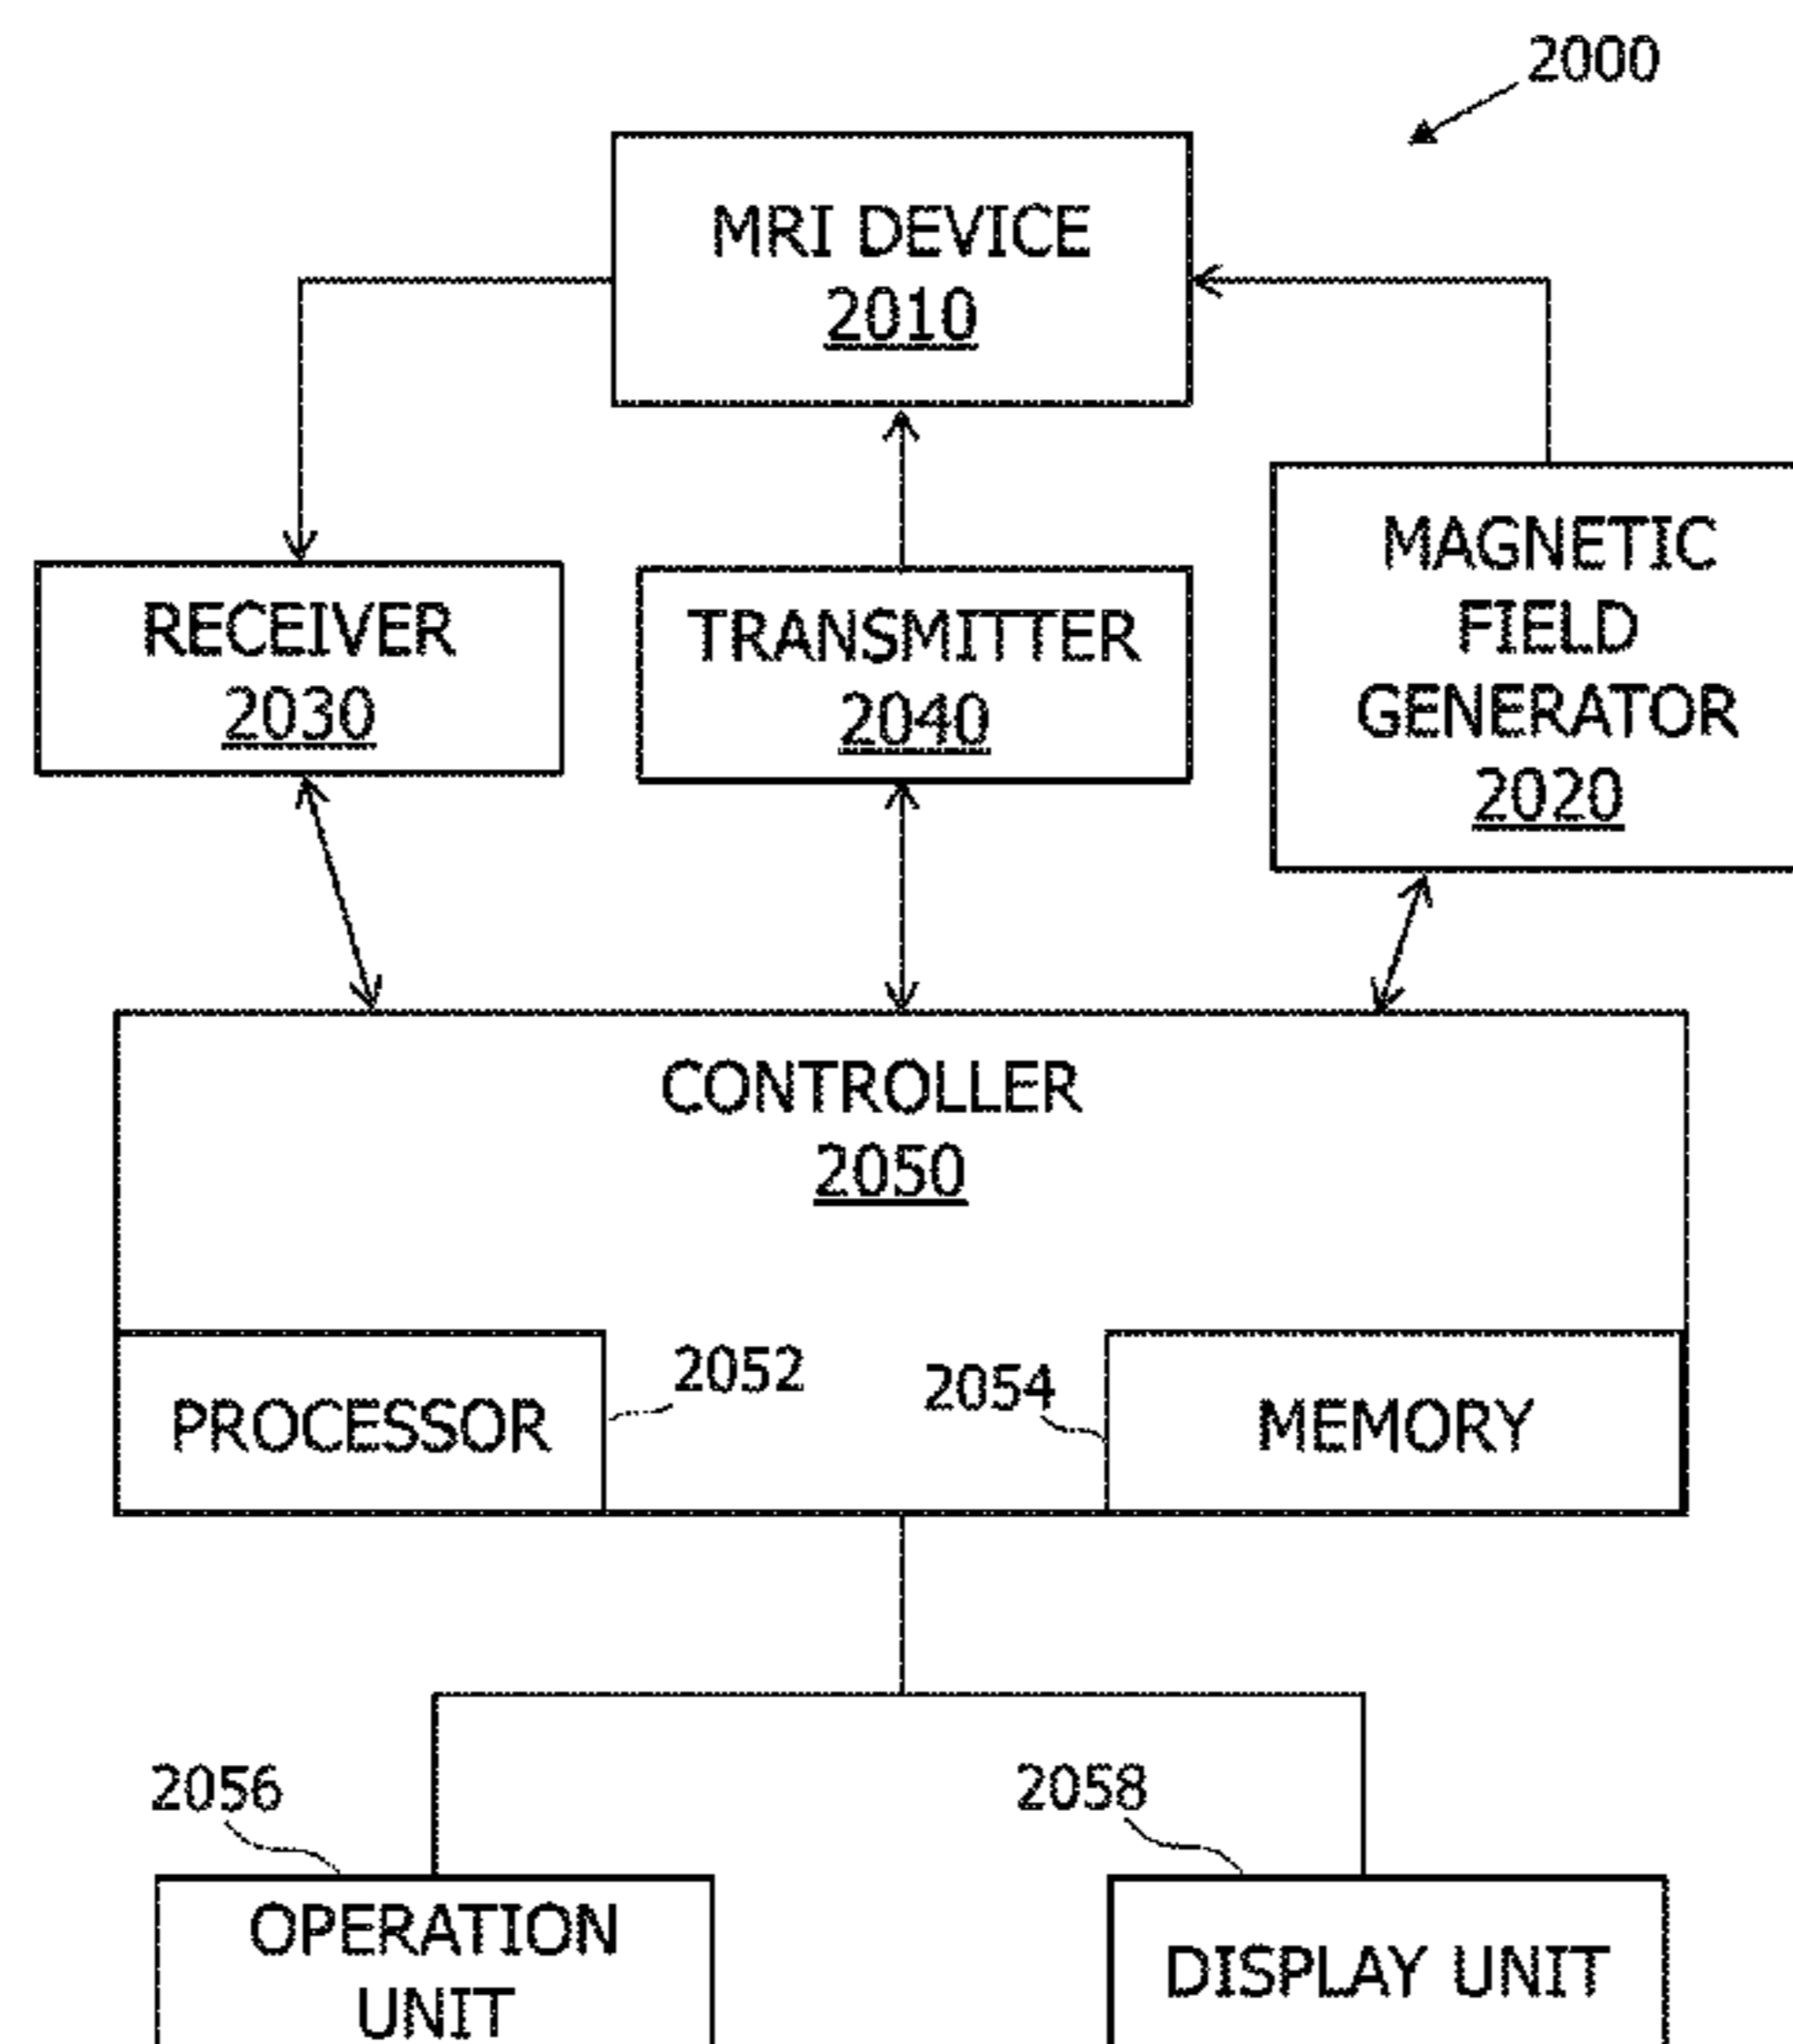 2000
MRI DEVICE
2010
RECEIVER
2030
TRANSMITTER
2040
MAGNETIC
FIELD
GENERATOR
2020
CONTROLLER
2050
PROCESSOR
2052
2054
MEMORY
2056
2058
OPERATION
UNIT
DISPLAY UNIT